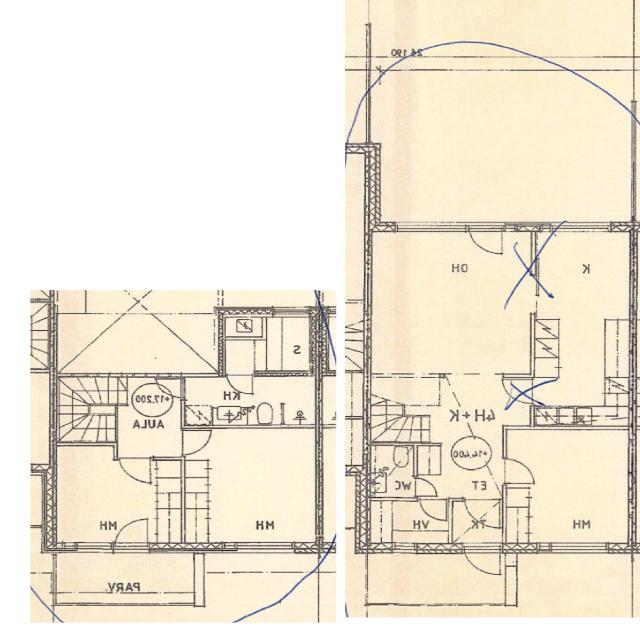 24 190
OH
K
4H+K
+14.400
WC
ET
VH
TK
MH
S
KH
+17.200
AULA
MH
MH
PARV.